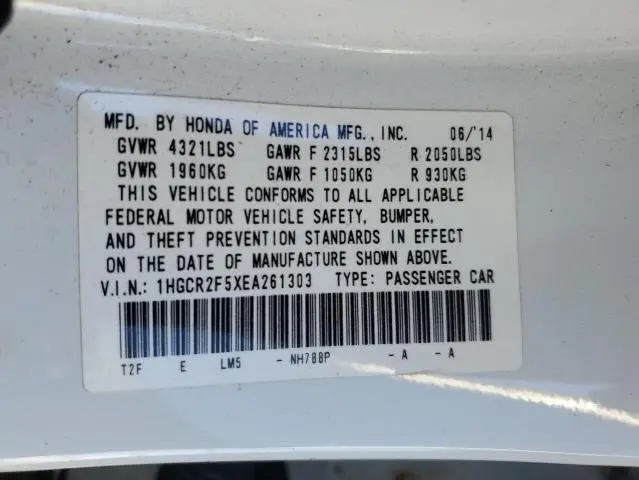 MFD. BY HONDA OF AMERICA MFG., INC. 06/'14
GVWR 4321LBS GAWR F 2315LBS R 2050LBS
GVWR 1960KG GAWR F 1050KG R 930KG
THIS VEHICLE CONFORMS TO ALL APPLICABLE
FEDERAL MOTOR VEHICLE SAFETY, BUMPER,
AND THEFT PREVENTION STANDARDS IN EFFECT
ON THE DATE OF MANUFACTURE SHOWN ABOVE.
V.I.N.: 1HGCR2F5XEA261303 TYPE: PASSENGER CAR
T2F E LM5 - NH788P - A - A